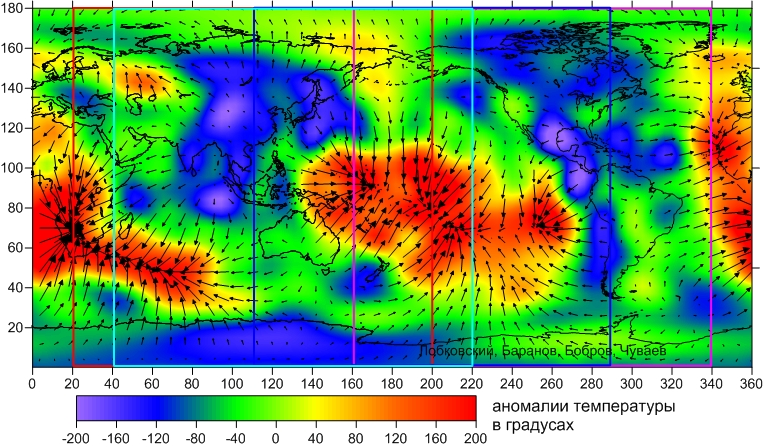 180
160
140
120
100
80
60
40
20
0 20 40 60 80 100 120 140 160 180 200 220 240 260 280 300 320 340 360
Лобковский, Баранов, Бобров, Чуваев
-200 -160 -120 -80 -40 0 40 80 120 160 200
аномалии температуры
в градусах